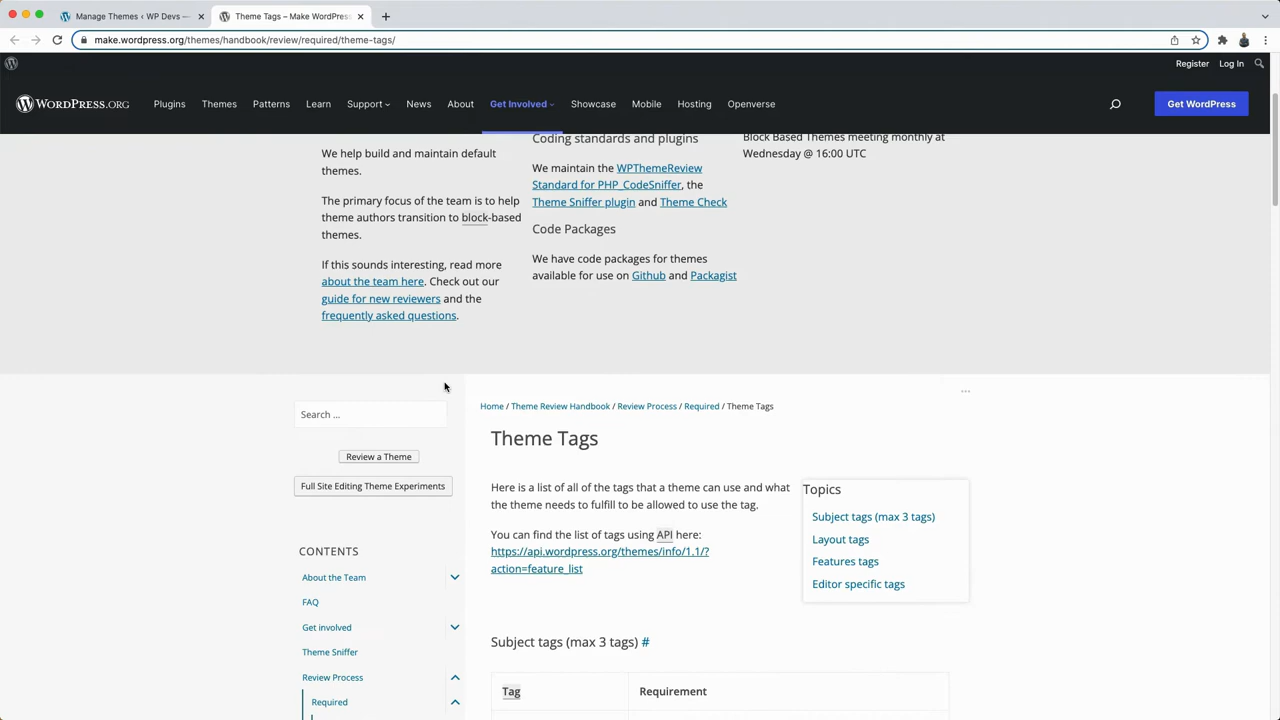 Manage Themes ‹ WP Devs —
Theme Tags – Make WordPress
make.wordpress.org/themes/handbook/review/required/theme-tags/
Register
Log In
WORDPRESS.ORG
Plugins
Themes
Patterns
Learn
Support
News
About
Get Involved
Showcase
Mobile
Hosting
Openverse
Get WordPress
We help build and maintain default
themes.
The primary focus of the team is to help
theme authors transition to block-based
themes.
If this sounds interesting, read more
about the team here. Check out our
guide for new reviewers and the
frequently asked questions.
Coding standards and plugins
We maintain the WPThemeReview
Standard for PHP_CodeSniffer, the
Theme Sniffer plugin and Theme Check
Code Packages
We have code packages for themes
available for use on Github and Packagist
Block Based Themes meeting monthly at
Wednesday @ 16:00 UTC
Search ...
Review a Theme
Full Site Editing Theme Experiments
CONTENTS
About the Team
FAQ
Get involved
Theme Sniffer
Review Process
Required
Home / Theme Review Handbook / Review Process / Required / Theme Tags
Theme Tags
Here is a list of all of the tags that a theme can use and what
the theme needs to fulfill to be allowed to use the tag.
You can find the list of tags using API here:
https://api.wordpress.org/themes/info/1.1/?
action=feature_list
Topics
Subject tags (max 3 tags)
Layout tags
Features tags
Editor specific tags
Subject tags (max 3 tags) #
Tag
Requirement